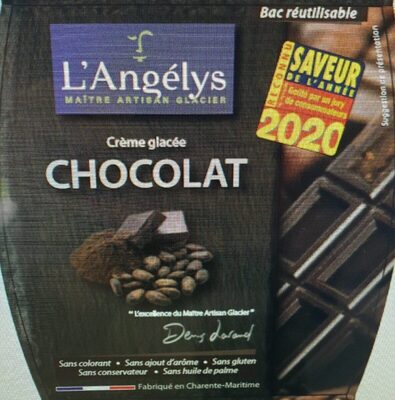 Bac réutilisable
L'Angélys
MAÎTRE ARTISAN GLACIER
RECONNU
SAVEUR
DE L'ANNÉE
Goûté par un jury
de consommateurs
2020
Suggestion de présentation
Crème glacée
CHOCOLAT
" L'excellence du Maître Artisan Glacier "
Sans colorant • Sans ajout d'arôme • Sans gluten
Sans conservateur • Sans huile de palme
Fabriqué en Charente-Maritime